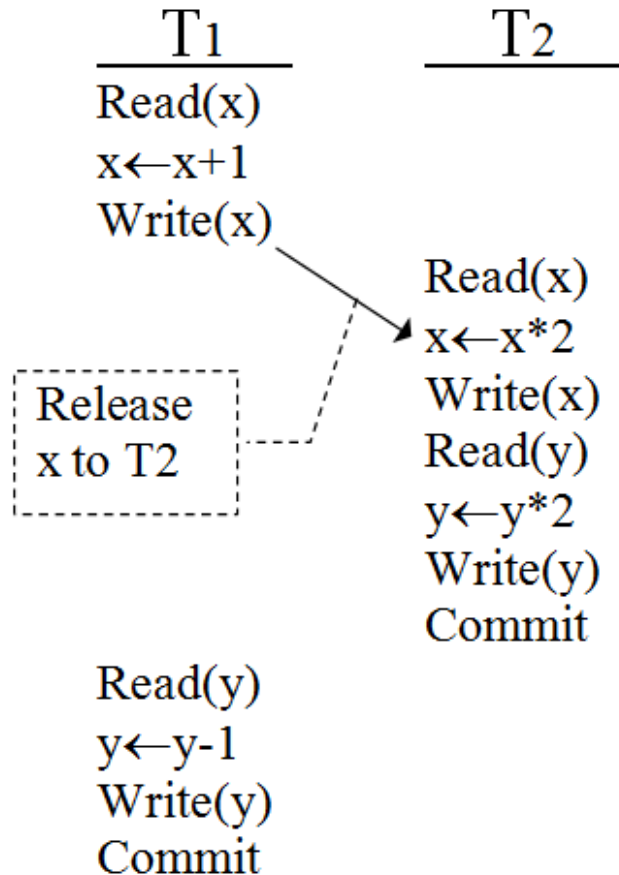 T1
T2
Read(x)
x←x+1
Write(x)
Read(x)
x←x*2
Write(x)
Read(y)
y←y*2
Write(y)
Commit
Release
x to T2
Read(y)
y←y-1
Write(y)
Commit